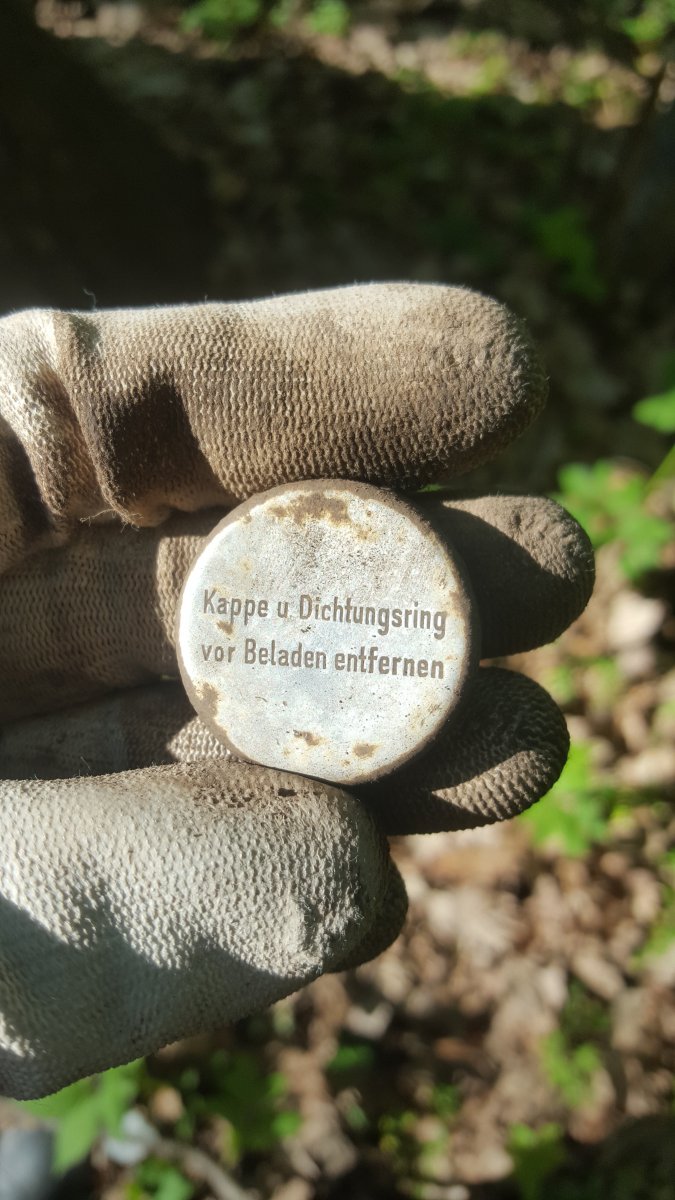 Kappe u Dichtungsring
vor Beladen entfernen